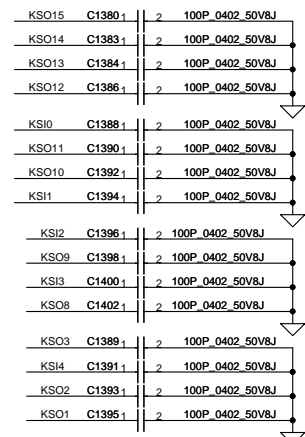 KSO15 C1380 1 2 100P_0402_50V8J
KSO14 C1383 1 2 100P_0402_50V8J
KSO13 C1384 1 2 100P_0402_50V8J
KSO12 C1386 1 2 100P_0402_50V8J
KSI0 C1388 1 2 100P_0402_50V8J
KSO11 C1390 1 2 100P_0402_50V8J
KSO10 C1392 1 2 100P_0402_50V8J
KSI1 C1394 1 2 100P_0402_50V8J
KSI2 C1396 1 2 100P_0402_50V8J
KSO9 C1398 1 2 100P_0402_50V8J
KSI3 C1400 1 2 100P_0402_50V8J
KSO8 C1402 1 2 100P_0402_50V8J
KSO3 C1389 1 2 100P_0402_50V8J
KSI4 C1391 1 2 100P_0402_50V8J
KSO2 C1393 1 2 100P_0402_50V8J
KSO1 C1395 1 2 100P_0402_50V8J